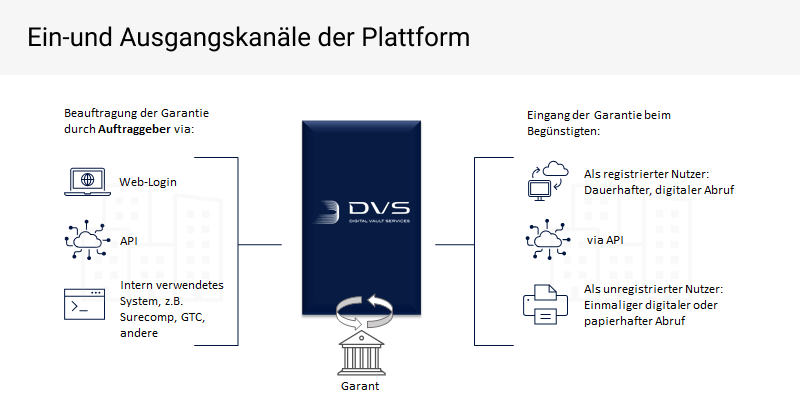 Ein-und Ausgangskanäle der Plattform
Beauftragung der Garantie
durch Auftraggeber via:
Web-Login
API
Intern verwendetes
System, z.B.
Surecomp, GTC,
andere
DVS
DIGITAL VAULT SERVICES
Garant
Eingang der Garantie beim
Begünstigten:
Als registrierter Nutzer:
Dauerhafter, digitaler Abruf
via API
Als unregistrierter Nutzer:
Einmaliger digitaler oder
papierhafter Abruf